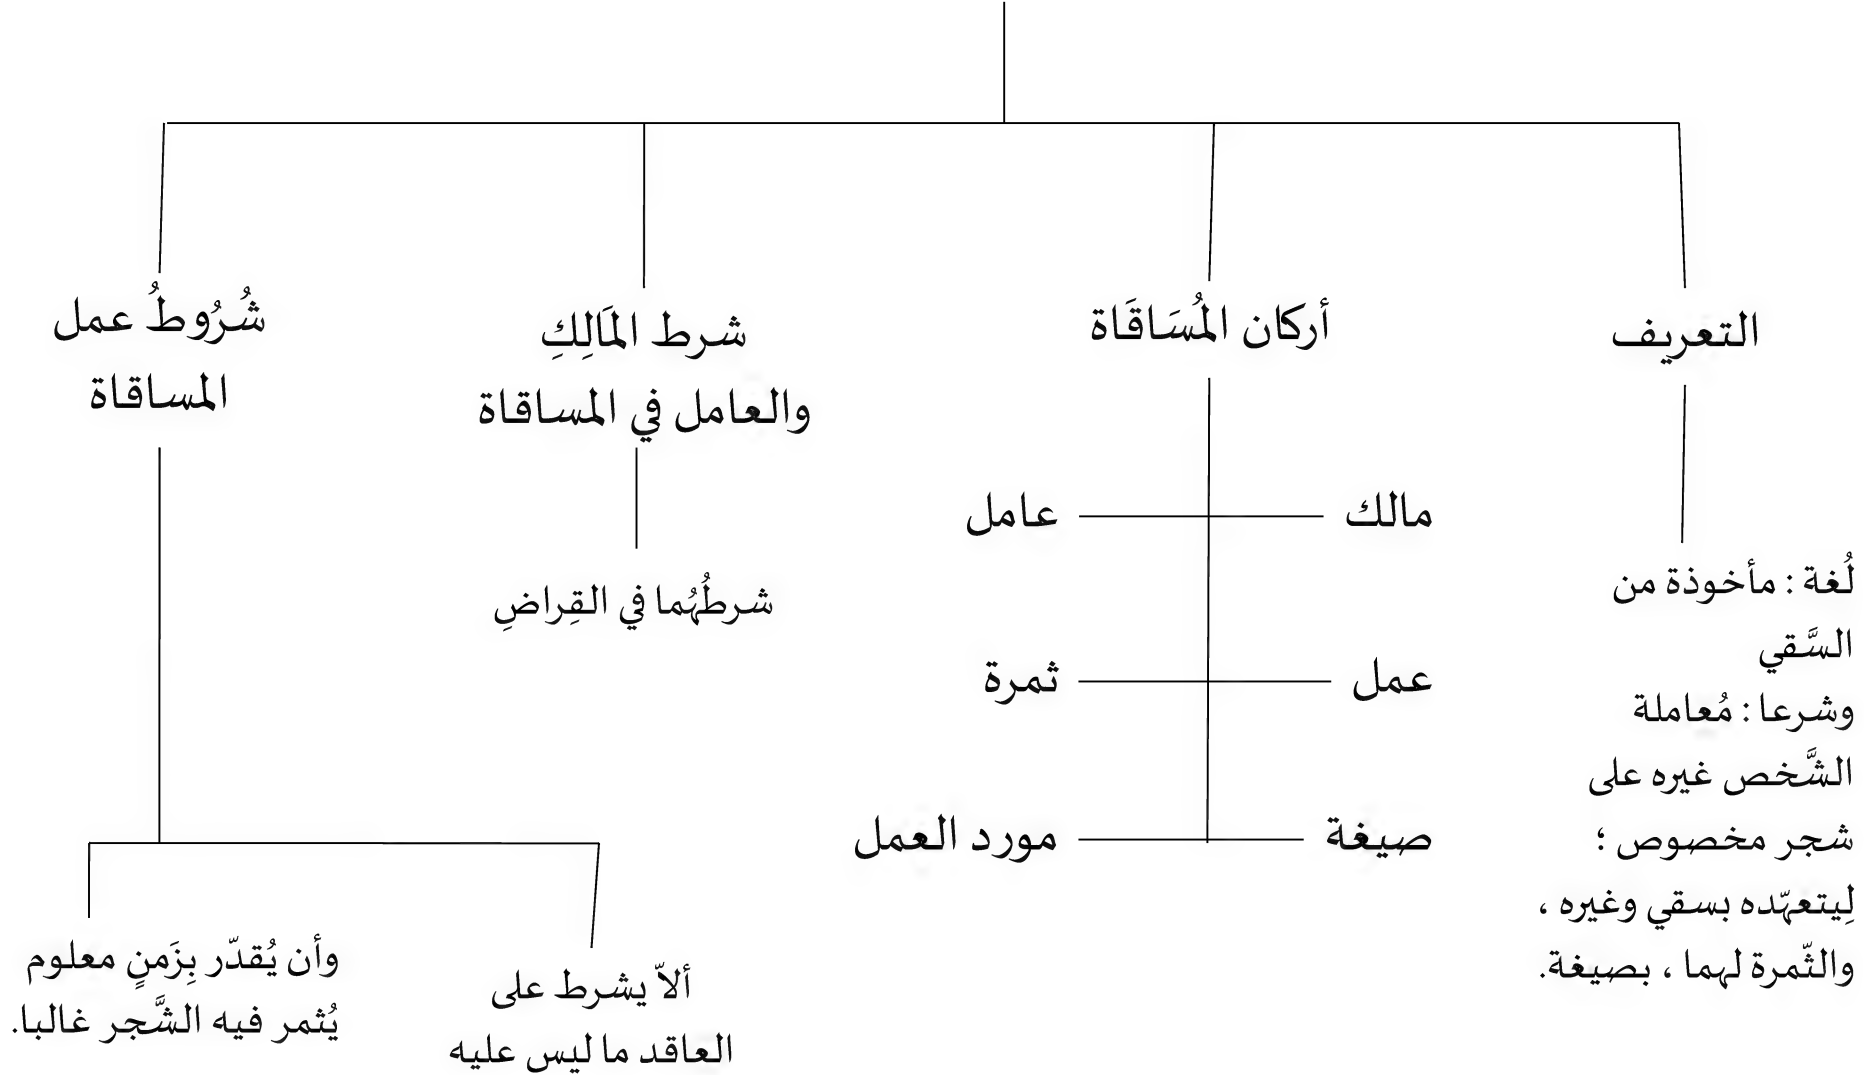 التعريف
لُغة : مأخوذة من
السَّقي
وشرعا : مُعاملة
الشَّخص غيره على
شجر مخصوص ؛
لِيتعهّده بسقي وغيره ،
والثّمرة لهما ، بصيغة.
أركان المُسَاقَاة
مالك
عامل
عمل
ثمرة
صيغة
مورد العمل
شرط المَالِكِ
والعامل في المساقاة
شرطُهُما في القِراضِ
شُرُوطُ عمل
المساقاة
ألاّ يشرط على
العاقد ما ليس عليه
وأن يُقدّر بِزَمنٍ معلوم
يُثمر فيه الشَّجر غالبا.